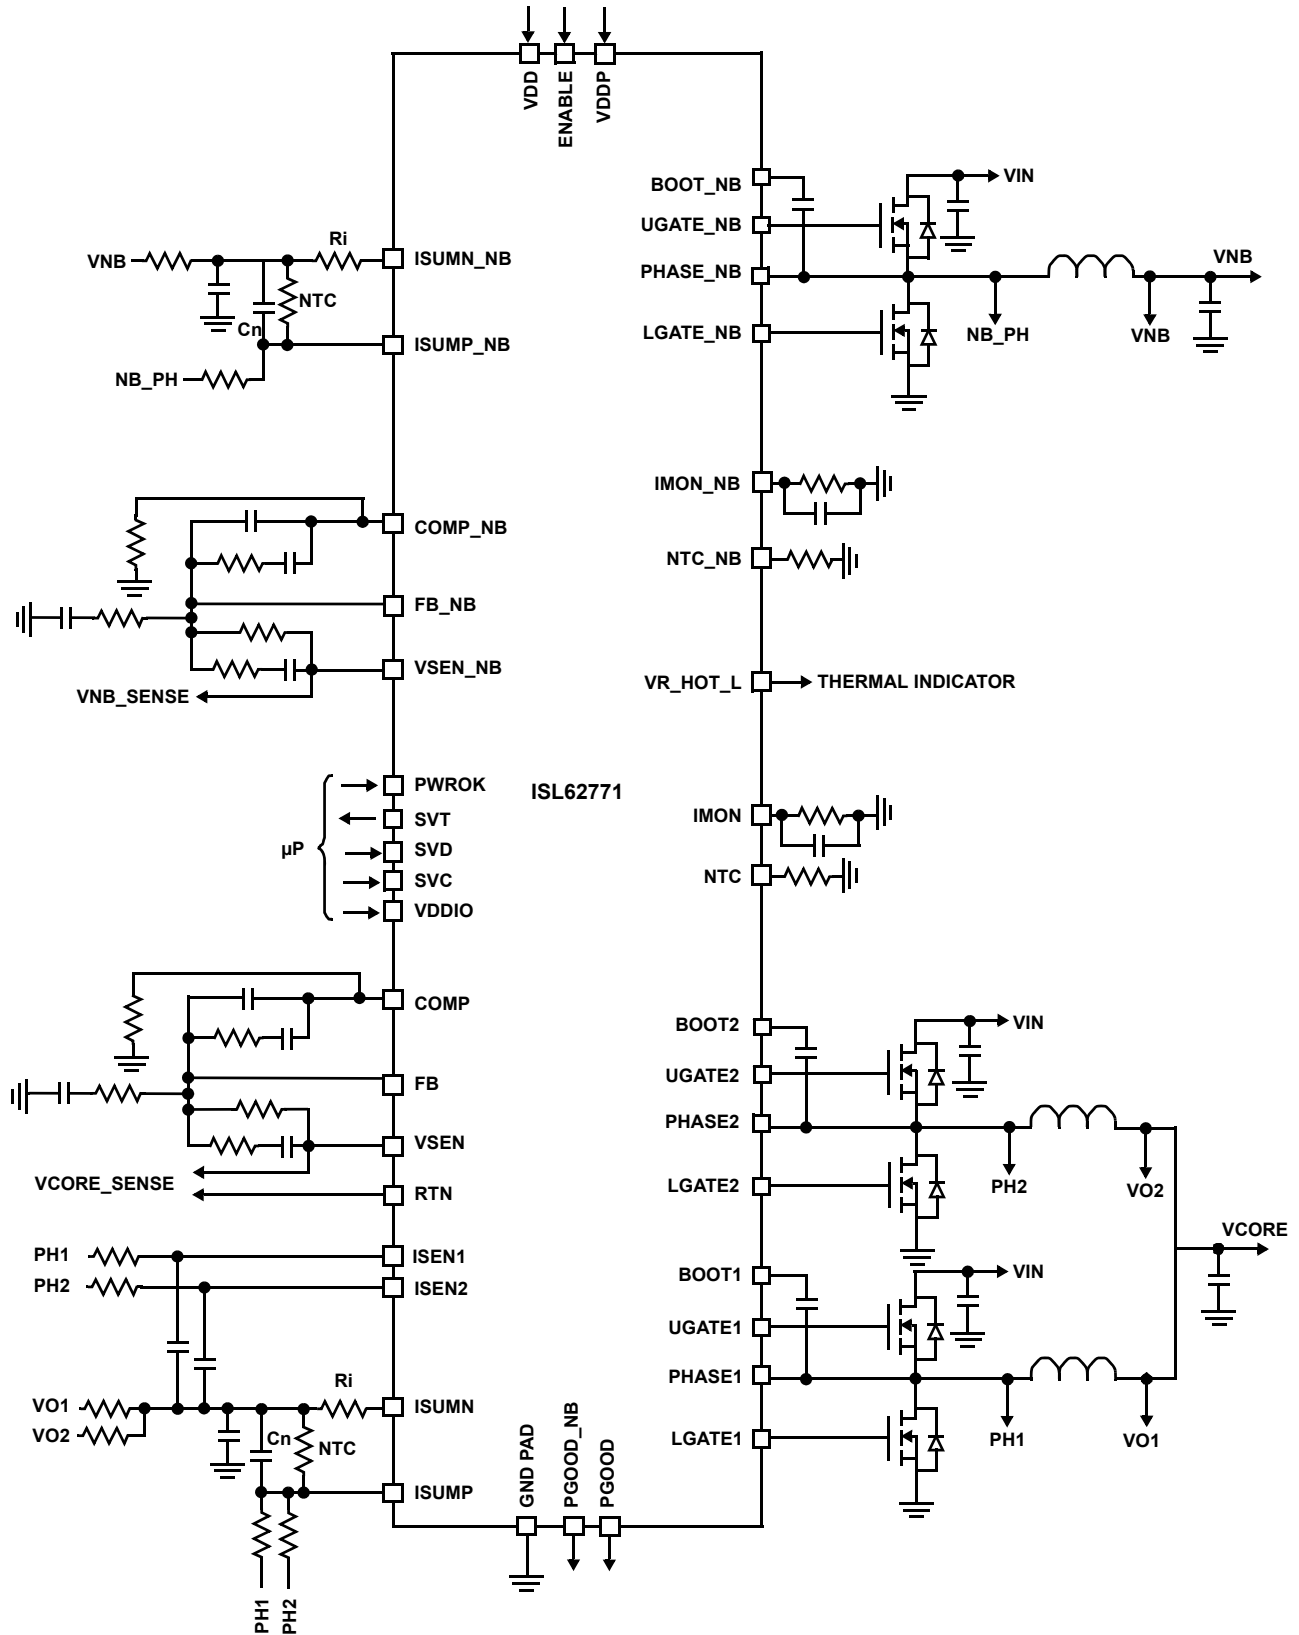 VDD
ENABLE
VDDP
BOOT_NB
VIN
UGATE_NB
Ri
VNB
ISUMN_NB
PHASE_NB
VNB
NTC
Cn
LGATE_NB
NB_PH
VNB
ISUMP_NB
NB_PH
IMON_NB
COMP_NB
NTC_NB
FB_NB
VSEN_NB
VR_HOT_L
THERMAL INDICATOR
VNB_SENSE
PWROK
ISL62771
SVT
IMON
µP
SVD
SVC
NTC
VDDIO
COMP
BOOT2
VIN
UGATE2
FB
PHASE2
VSEN
VCORE_SENSE
RTN
LGATE2
PH2
VO2
VCORE
PH1
ISEN1
PH2
ISEN2
BOOT1
VIN
UGATE1
Ri
PHASE1
VO1
ISUMN
VO2
Cn
NTC
LGATE1
PH1
VO1
ISUMP
GND PAD
PGOOD_NB
PGOOD
PH1
PH2